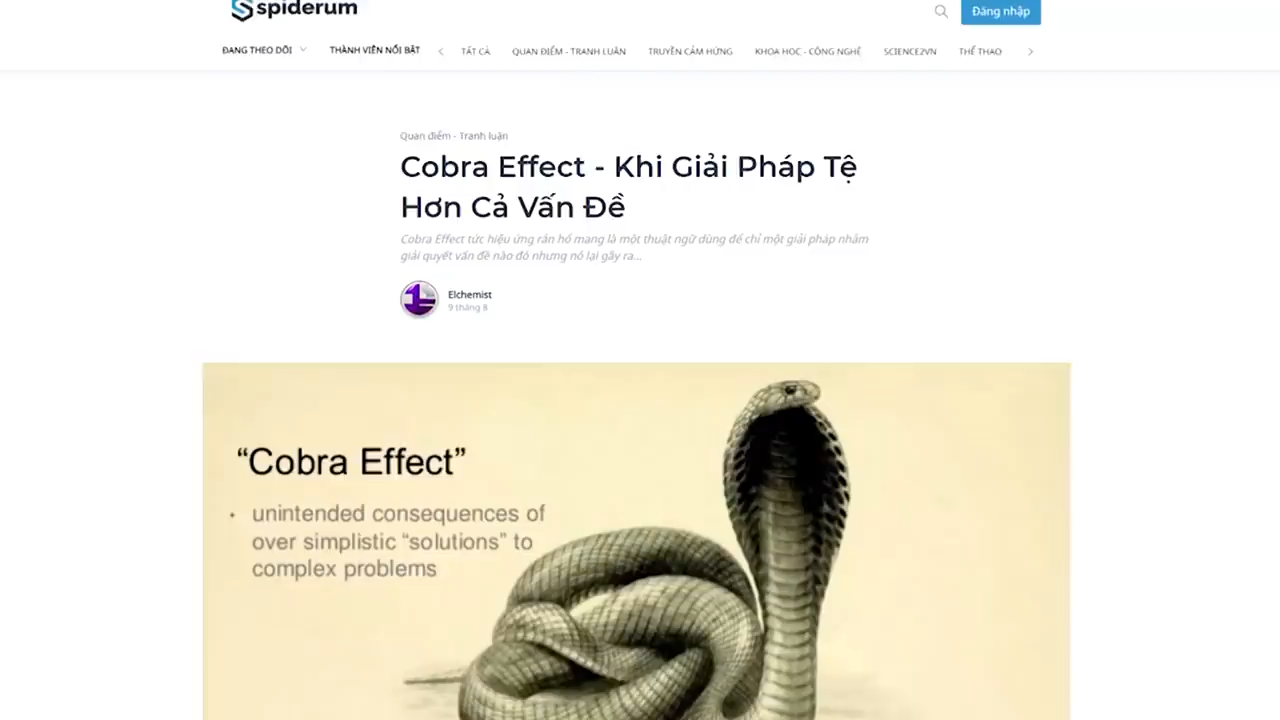 spiderum
Đăng nhập
ĐANG THEO DÕI
THÀNH VIÊN NỔI BẬT
TẤT CẢ
QUAN ĐIỂM - TRANH LUẬN
TRUYỀN CẢM HỨNG
KHOA HỌC - CÔNG NGHỆ
SCIENCE2VN
THỂ THAO
Quan điểm - Tranh luận
Cobra Effect - Khi Giải Pháp Tệ
Hơn Cả Vấn Đề
Cobra Effect tức hiệu ứng rắn hổ mang là một thuật ngữ dùng để chỉ một giải pháp nhằm
giải quyết vấn đề nào đó nhưng nó lại gây ra...
Elchemist
9 tháng 8
“Cobra Effect”
• unintended consequences of
over simplistic “solutions” to
complex problems